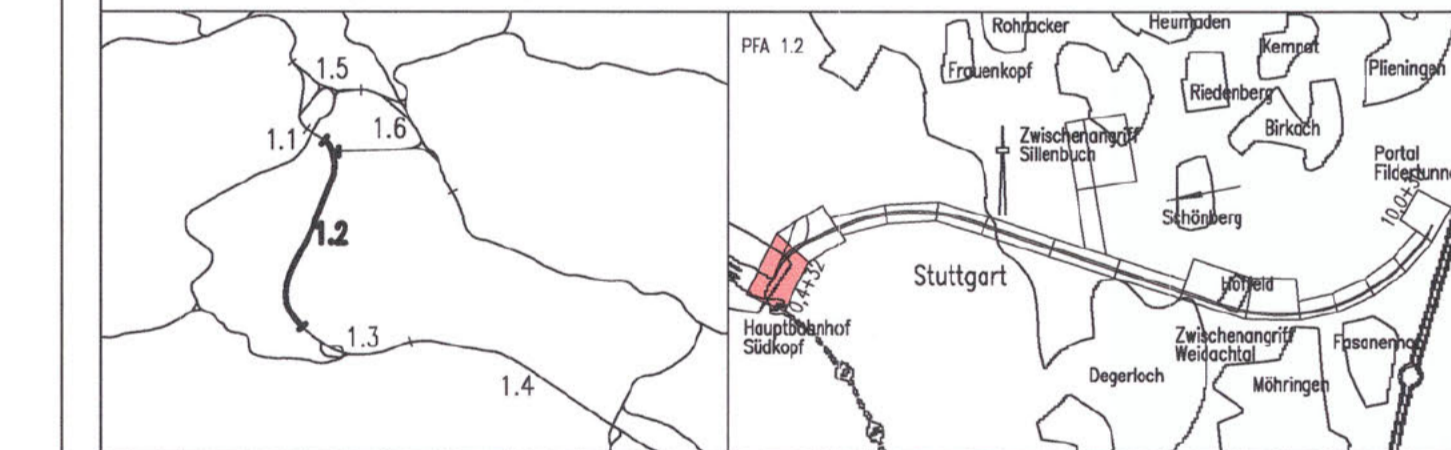 1.5
1.6
1.1
1.2
1.3
1.4
PFA 1.2
Rohracker
Heumaden
Kemnat
Frauenkopf
Plieningen
Riedenberg
Birkach
Zwischenangriff
Sillenbuch
Portal
Schönberg
Stuttgart
Hoffeld
0,4+32
Hauptbahnhof
Südkopf
Zwischenangriff
Weidachtal
Degerloch
Möhringen